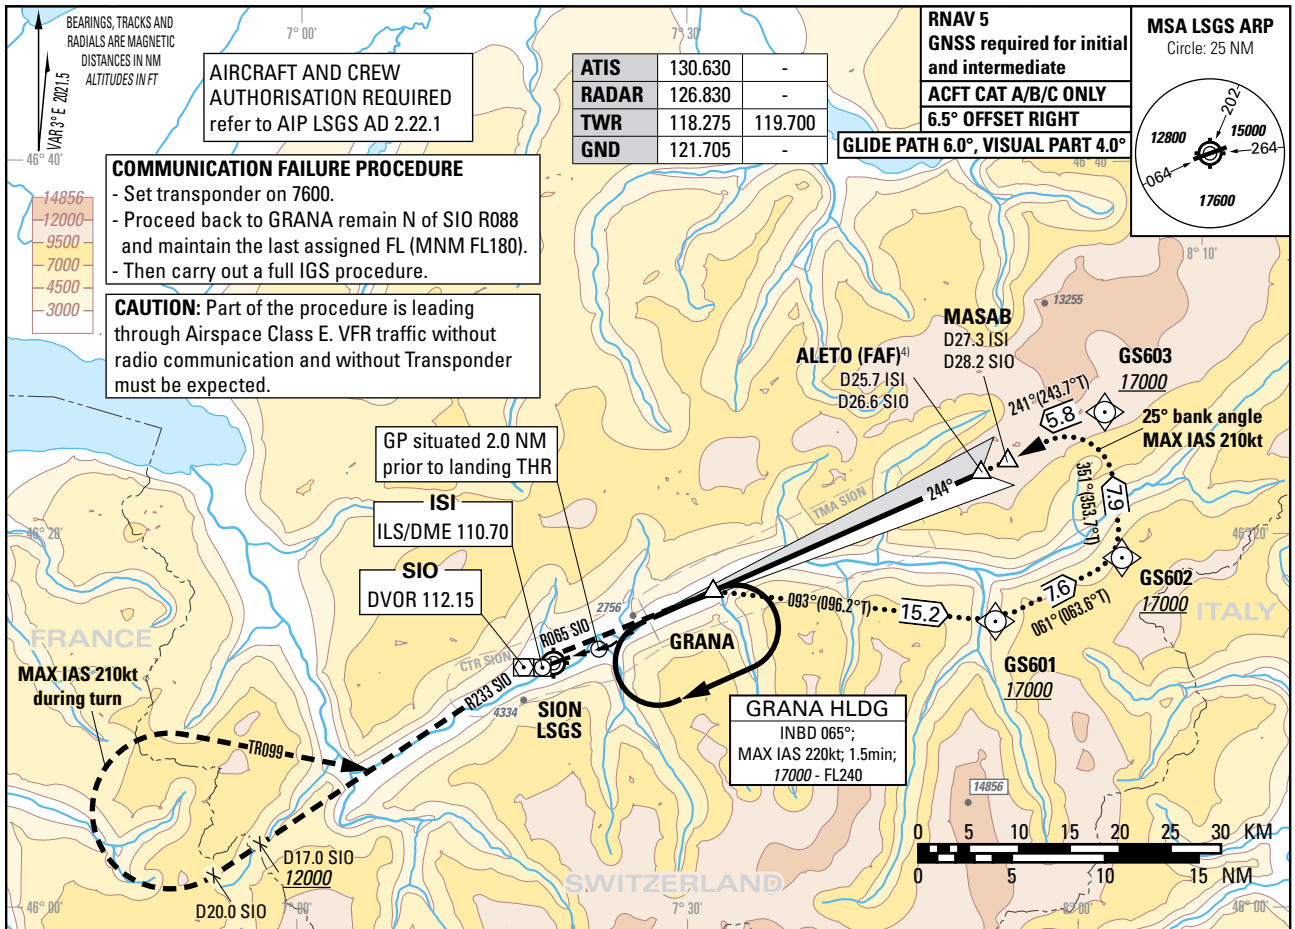 BEARINGS, TRACKS AND
RADIALS ARE MAGNETIC
DISTANCES IN NM
ALTITUDES IN FT
VAR 3° E 2021.5
7° 00'
7° 30'
AIRCRAFT AND CREW
AUTHORISATION REQUIRED
refer to AIP LSGS AD 2.22.1
ATIS 130.630 -
RADAR 126.830 -
TWR 118.275 119.700
GND 121.705 -
RNAV 5
GNSS required for initial
and intermediate
ACFT CAT A/B/C ONLY
6.5° OFFSET RIGHT
GLIDE PATH 6.0°, VISUAL PART 4.0°
MSA LSGS ARP
Circle: 25 NM
202
12800
15000
264
064
17600
46° 40'
46° 40'
8° 10'
COMMUNICATION FAILURE PROCEDURE
- Set transponder on 7600.
- Proceed back to GRANA remain N of SIO R088
and maintain the last assigned FL (MNM FL180).
- Then carry out a full IGS procedure.
14856
12000
9500
7000
4500
3000
CAUTION: Part of the procedure is leading
through Airspace Class E. VFR traffic without
radio communication and without Transponder
must be expected.
13255
MASAB
D27.3 ISI
D28.2 SIO
ALETO (FAF)4)
D25.7 ISI
D26.6 SIO
GS603
17000
241°(243.7°T)
5.8
25° bank angle
MAX IAS 210kt
GP situated 2.0 NM
prior to landing THR
ISI
ILS/DME 110.70
SIO
DVOR 112.15
244°
TMA SION
351°(353.7°T)
7.9
46° 20'
46° 20'
GS602
17000
7.6
061° (063.6°T)
093°(096.2°T)
15.2
GS601
17000
ITALY
FRANCE
2756
R065 SIO
GRANA
CTR SION
R233 SIO
4334
SION
LSGS
MAX IAS 210kt
during turn
TR099
GRANA HLDG
INBD 065°;
MAX IAS 220kt; 1.5min;
17000 - FL240
14856
D17.0 SIO
12000
D20.0 SIO
SWITZERLAND
0 5 10 15 20 25 30 KM
0 5 10 15 NM
46° 00'
7° 00'
7° 30'
8° 00'
46° 00'